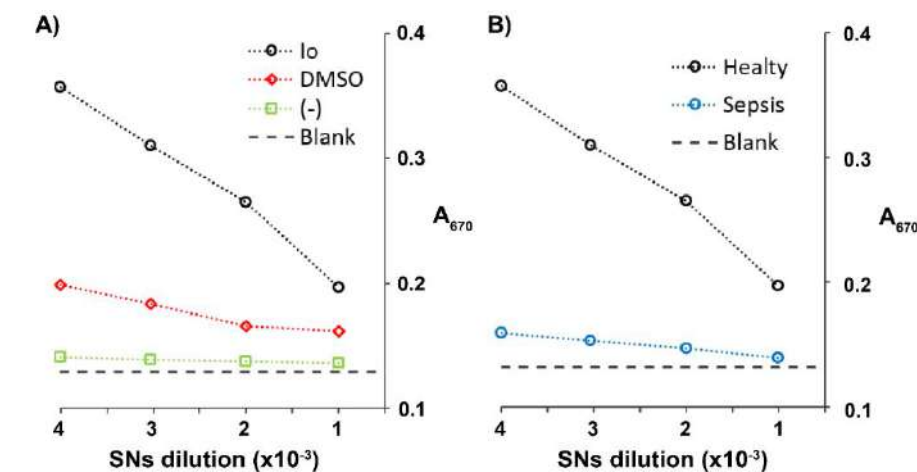 A)
Io
DMSO
(-)
Blank
0.4
0.3
0.2
0.1
A670
4 3 2 1
SNs dilution (x10-3)
B)
Healty
Sepsis
Blank
0.4
0.3
0.2
0.1
A670
4 3 2 1
SNs dilution (x10-3)